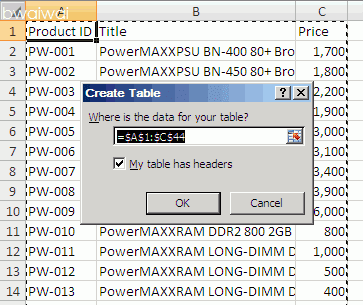 bwaiwai
A B C
1 Product ID Title Price
2 PW-001 PowerMAXXPSU BN-400 80+ Bro 1,700
3 PW-002 PowerMAXXPSU BN-450 80+ Bro 1,800
4 PW-003 2,200
5 PW-004 1,900
6 PW-005 3,000
7 PW-006 3,100
8 PW-007 3,400
9 PW-008 3,900
10 PW-009 6,000
11 PW-010 PowerMAXXRAM DDR2 800 2GB 800
12 PW-011 PowerMAXXRAM LONG-DIMM D 1,000
13 PW-012 PowerMAXXRAM LONG-DIMM D 500
14 PW-013 PowerMAXXRAM LONG-DIMM D 400
Create Table
Where is the data for your table?
=$A$1:$C$44
My table has headers
OK Cancel